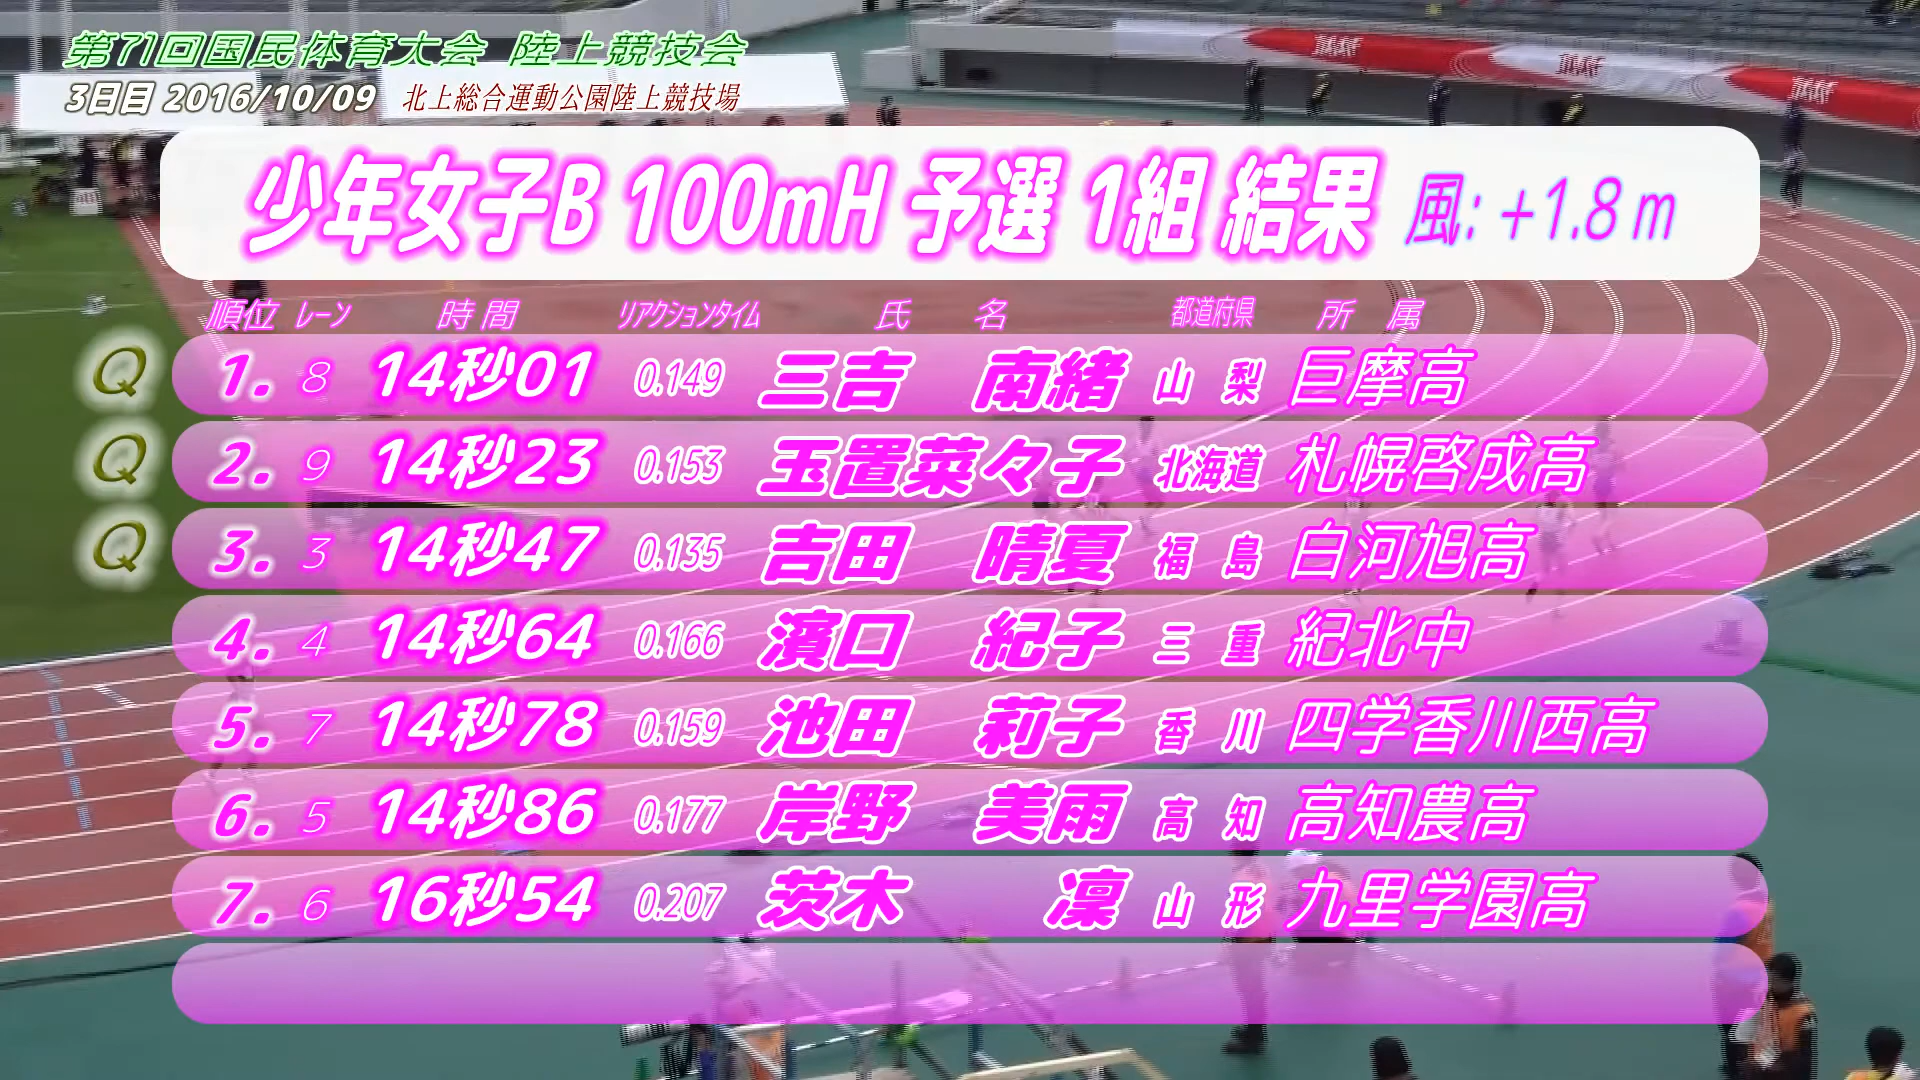 第71回国民体育大会 陸上競技会
3日目 2016/10/09 北上総合運動公園陸上競技場
少年女子B 100mH 予選 1組 結果 風: +1.8m
順位 レーン 時間 リアクションタイム 氏名 都道府県 所属
Q 1. 8 14秒01 0.149 三吉 南緒 山梨 巨摩高
Q 2. 9 14秒23 0.153 玉置菜々子 北海道 札幌啓成高
Q 3. 3 14秒47 0.135 吉田 晴夏 福島 白河旭高
4. 4 14秒64 0.166 濱口 紀子 三重 紀北中
5. 7 14秒78 0.159 池田 莉子 香川 四学香川西高
6. 5 14秒86 0.177 岸野 美雨 高知 高知農高
7. 6 16秒54 0.207 茨木 凜 山形 九里学園高